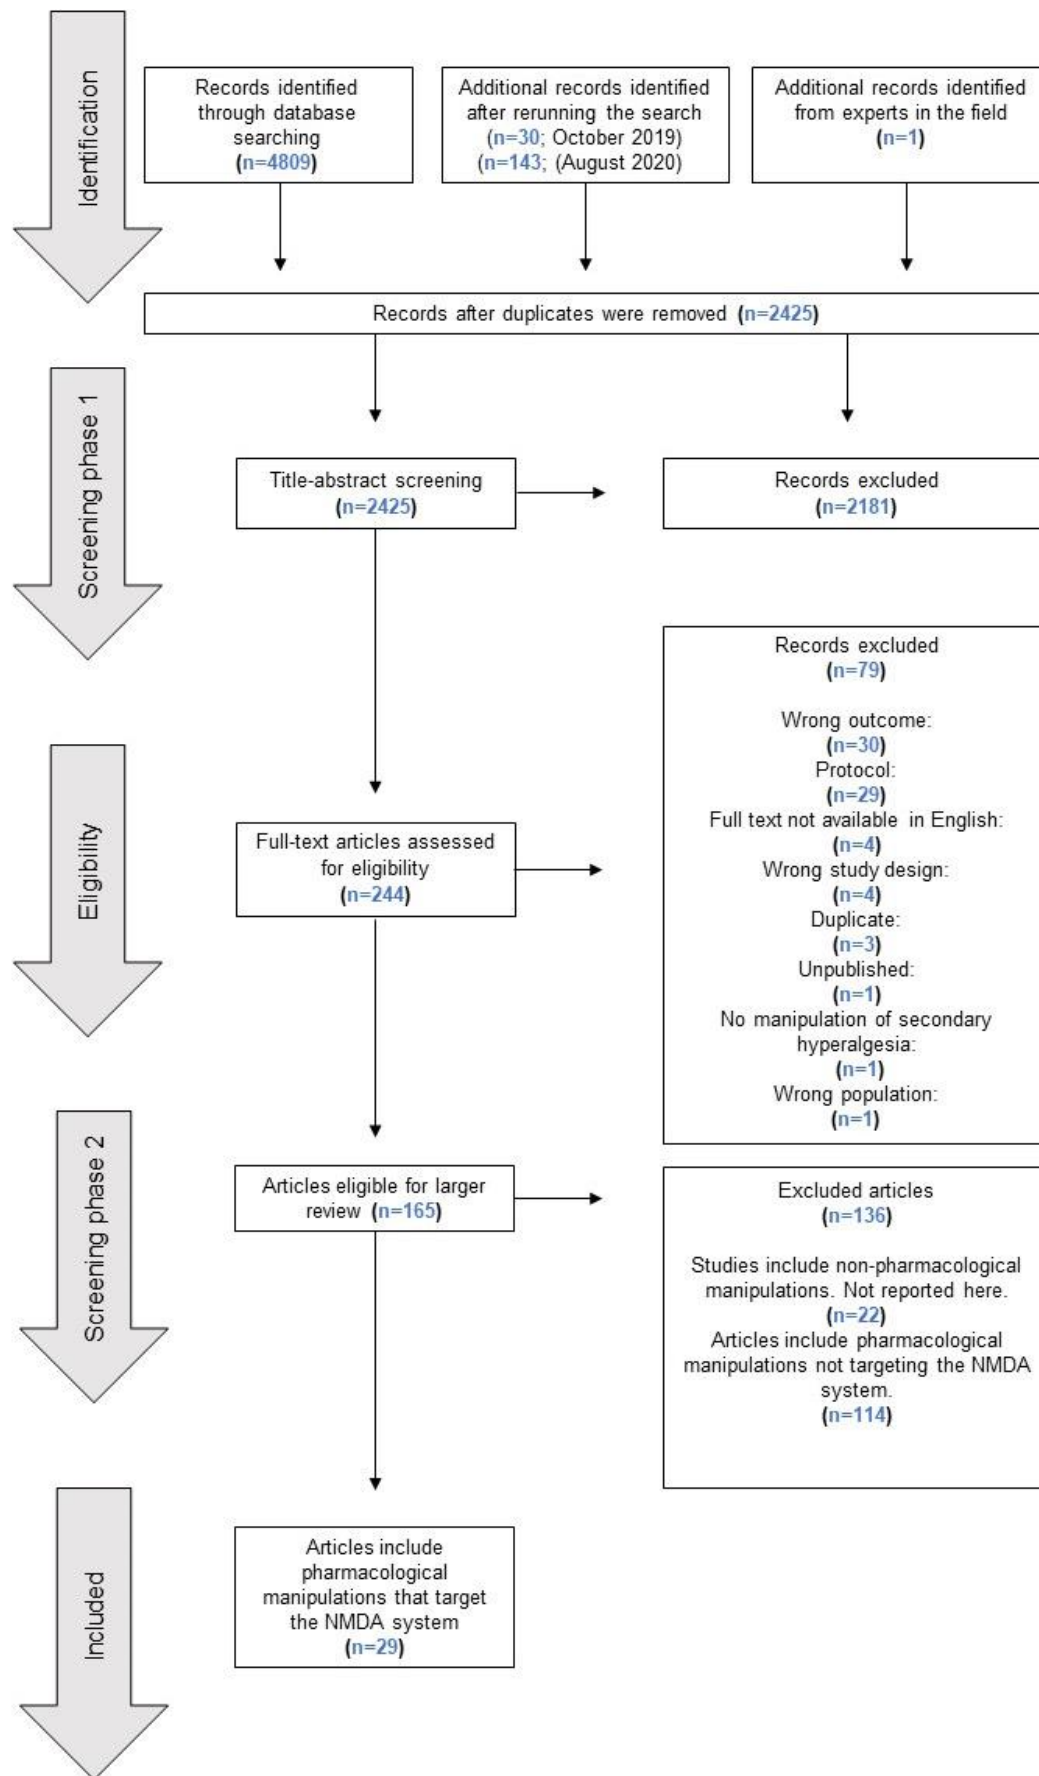 Identification
Records identified
through database
searching
(n=4809)
Additional records identified
after rerunning the search
(n=30; October 2019)
(n=143; (August 2020)
Additional records identified
from experts in the field
(n=1)
Records after duplicates were removed (n=2425)
Screening phase 1
Title-abstract screening
(n=2425)
Records excluded
(n=2181)
Eligibility
Full-text articles assessed
for eligibility
(n=244)
Records excluded
(n=79)
Wrong outcome:
(n=30)
Protocol:
(n=29)
Full text not available in English:
(n=4)
Wrong study design:
(n=4)
Duplicate:
(n=3)
Unpublished:
(n=1)
No manipulation of secondary
hyperalgesia:
(n=1)
Wrong population:
(n=1)
Screening phase 2
Articles eligible for larger
review (n=165)
Excluded articles
(n=136)
Studies include non-pharmacological
manipulations. Not reported here.
(n=22)
Articles include pharmacological
manipulations not targeting the NMDA
system.
(n=114)
Included
Articles include
pharmacological
manipulations that target
the NMDA system
(n=29)